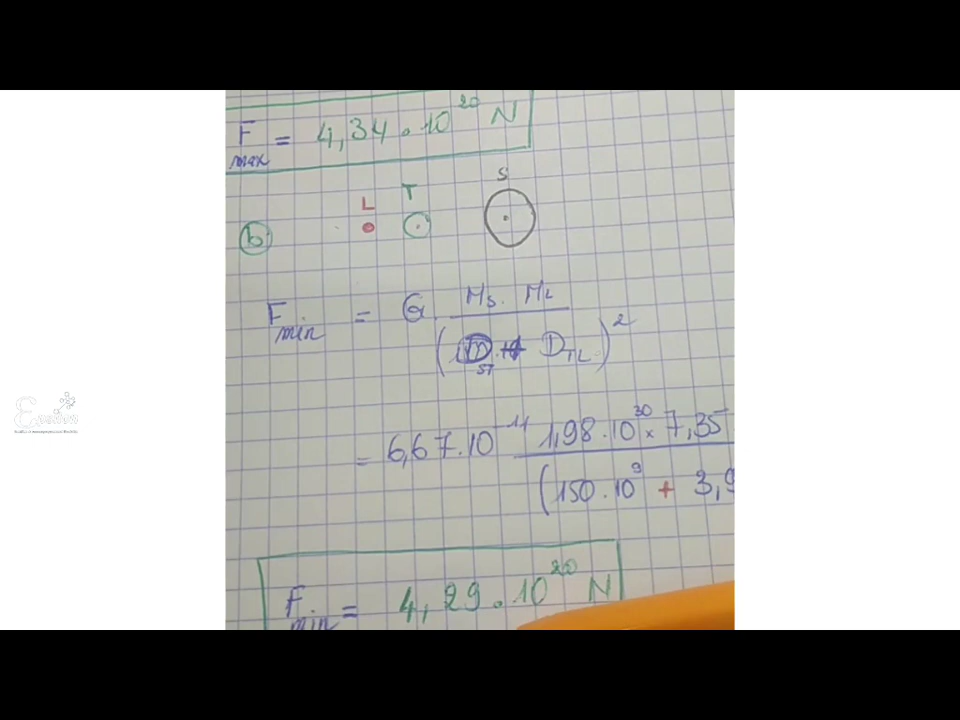 F max = 4,34 . 10^20 N
L T S
b
F min = G . M_S . M_L
( D_ST + D_TL )^2
= 6,67 . 10^-11 1,98 . 10^30 x 7,35
( 150 . 10^9 + 3,9
F min = 4,29 . 10^20 N